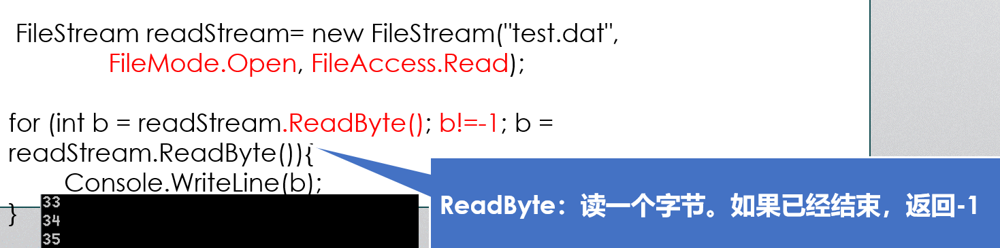 FileStream readStream= new FileStream("test.dat",
FileMode.Open, FileAccess.Read);
for (int b = readStream.ReadByte(); b!=-1; b =
readStream.ReadByte()){
Console.WriteLine(b);
}
33
34
35
ReadByte：读一个字节。如果已经结束，返回-1